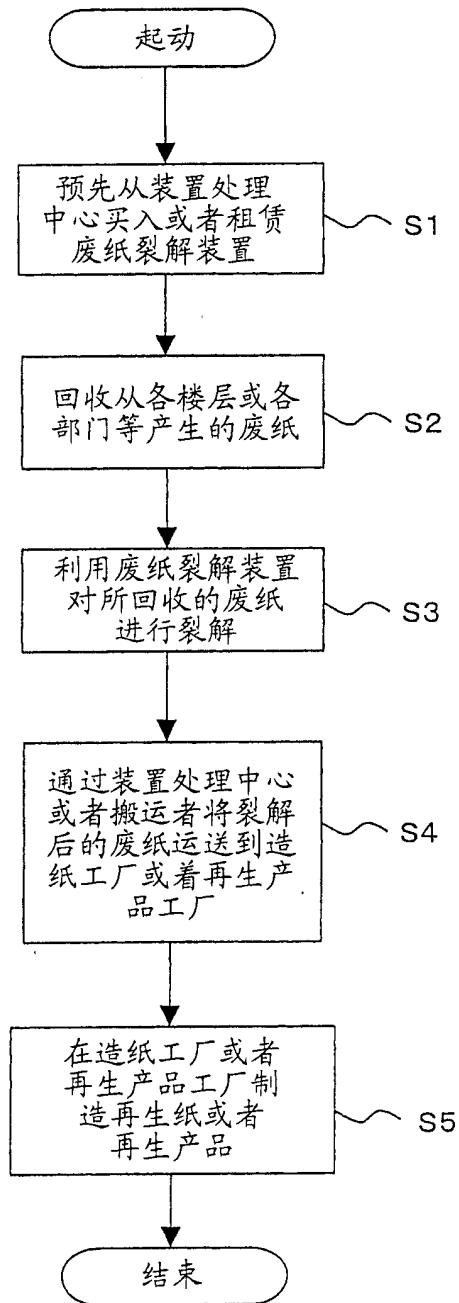 起动
预先从装置处理
中心买入或者租赁
废纸裂解装置
S1
回收从各楼层或各
部门等产生的废纸
S2
利用废纸裂解装置
对所回收的废纸
进行裂解
S3
通过装置处理中心
或者搬运者将裂解
后的废纸运送到造
纸工厂或着再生产
品工厂
S4
在造纸工厂或者
再生产品工厂制
造再生纸或者
再生产品
S5
结束